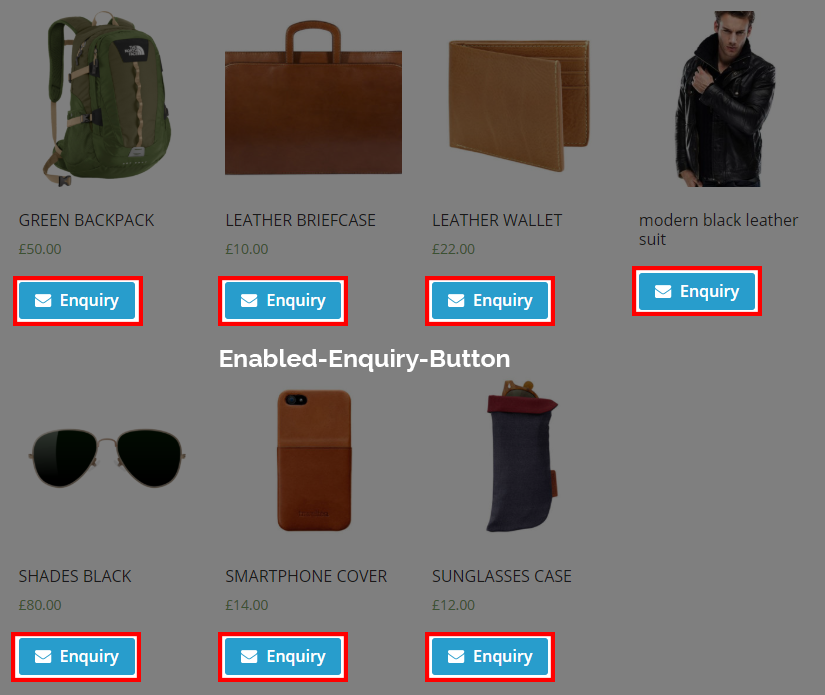 GREEN BACKPACK
£50.00
Enquiry
LEATHER BRIEFCASE
£10.00
Enquiry
LEATHER WALLET
£22.00
Enquiry
modern black leather
suit
Enquiry
Enabled-Enquiry-Button
SHADES BLACK
£80.00
Enquiry
SMARTPHONE COVER
£14.00
Enquiry
SUNGLASSES CASE
£12.00
Enquiry